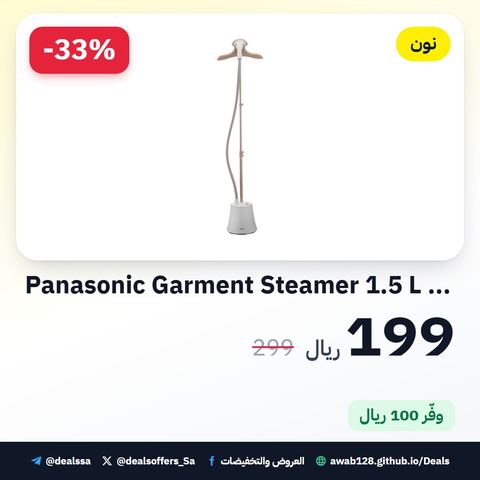 -33%
نون
Panasonic Garment Steamer 1.5 L ...
199 ريال 299
وفّر 100 ريال
@dealssa @dealsoffers_Sa العروض والتخفيضات awab128.github.io/Deals